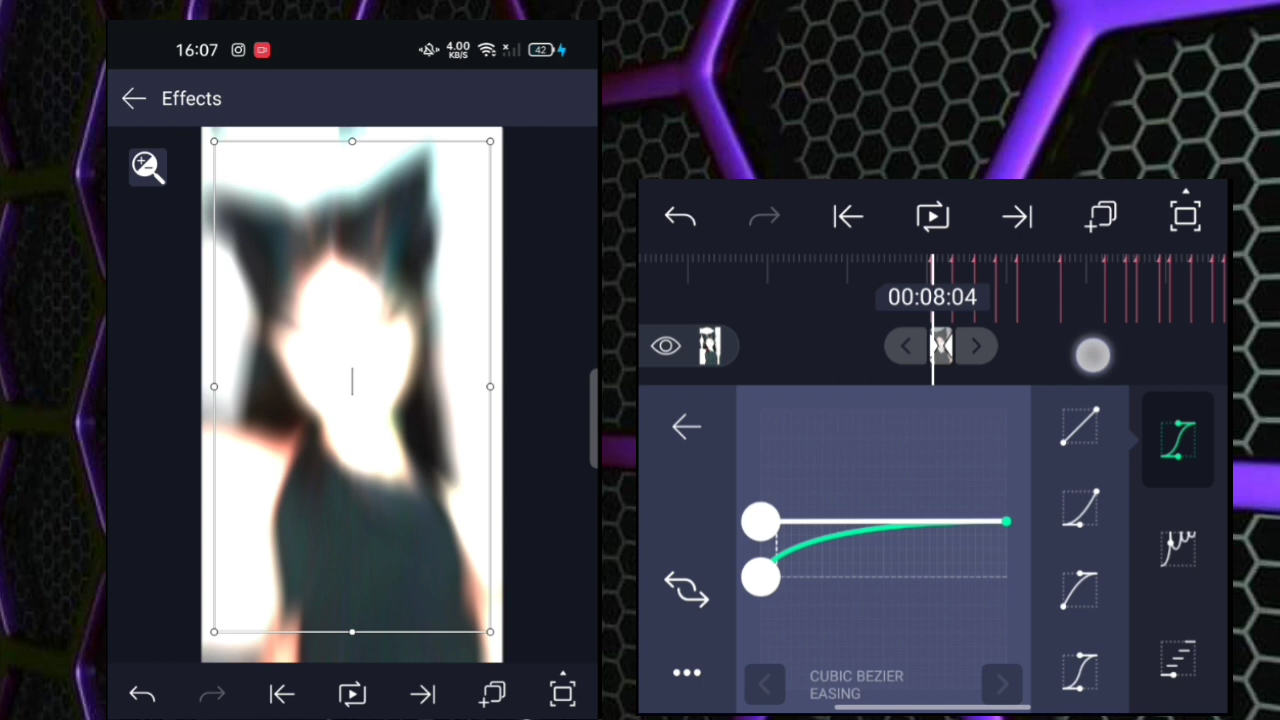 16:07
4.00
KB/S
42
Effects
00:08:04
CUBIC BEZIER
EASING